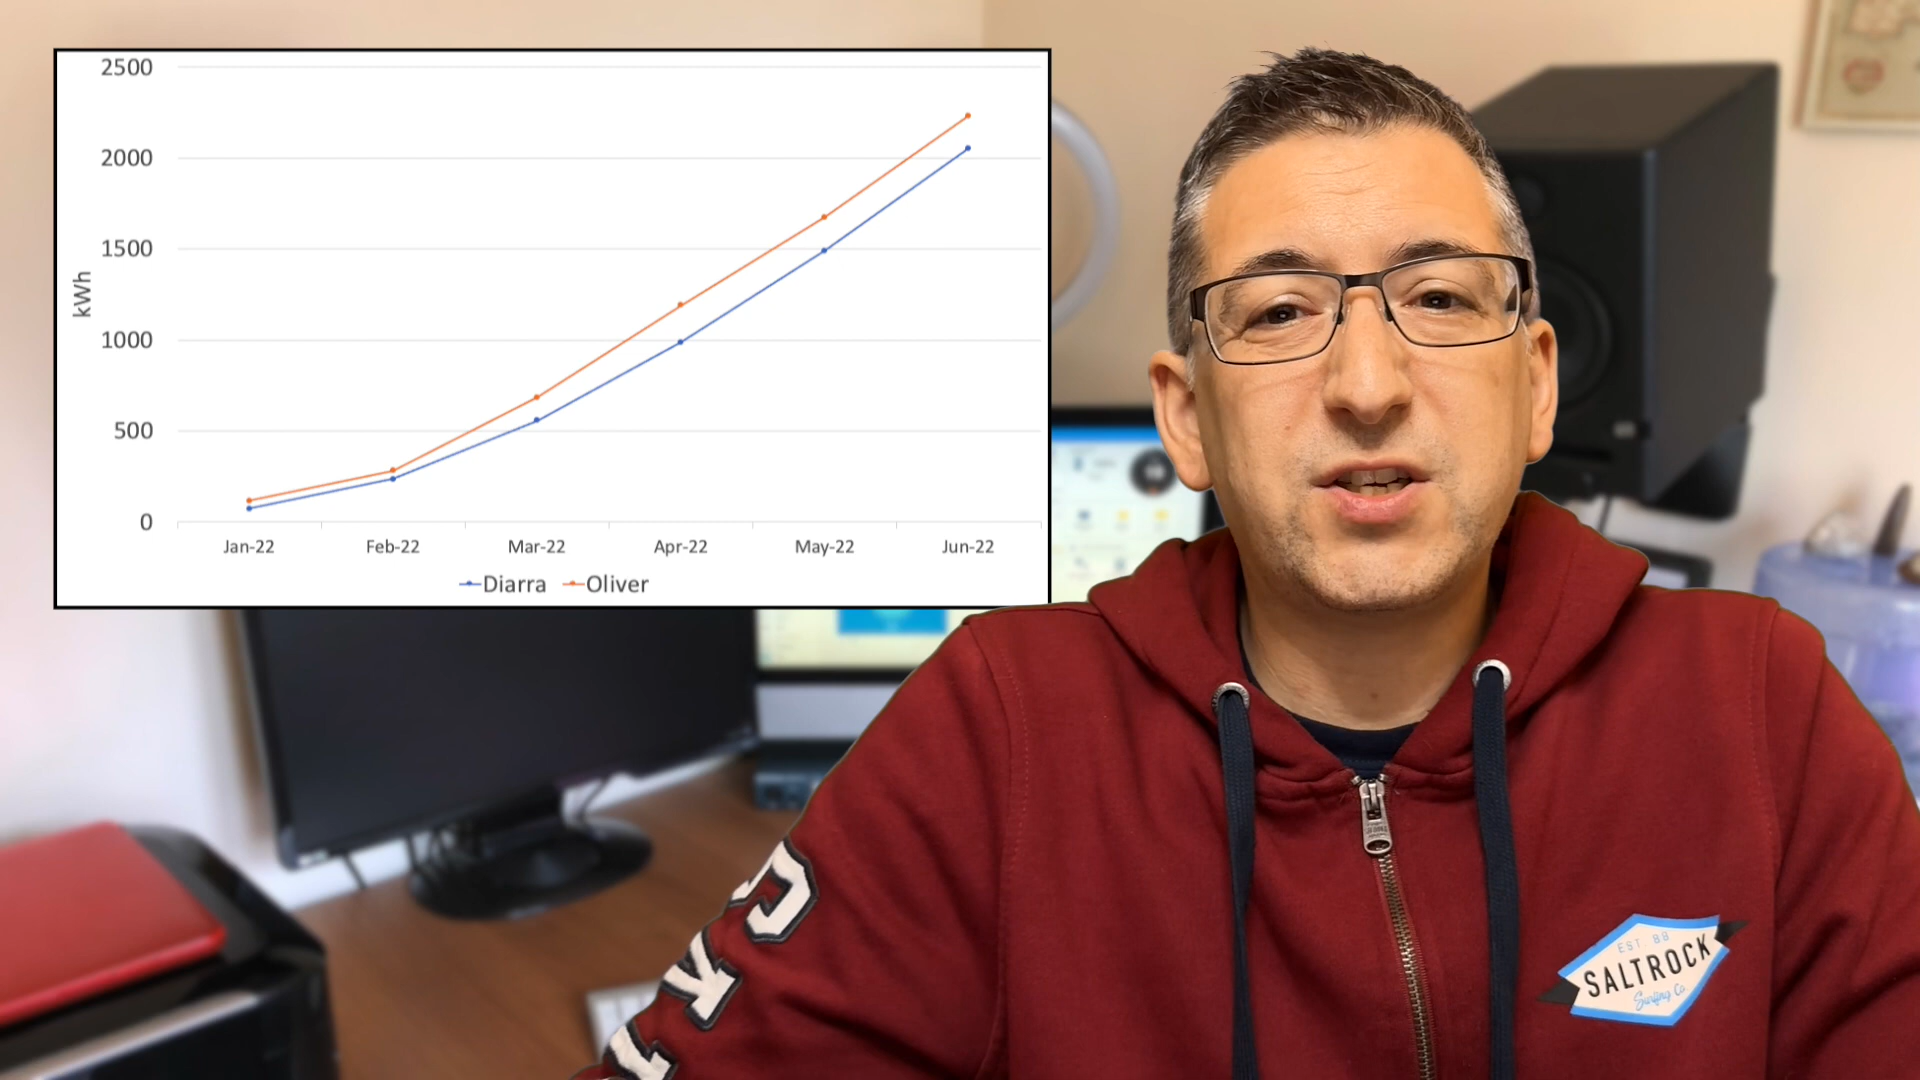 2500
2000
1500
1000
500
0
kWh
Jan-22 Feb-22 Mar-22 Apr-22 May-22 Jun-22
Diarra Oliver
EST 88
SALTROCK
Surfing Co.